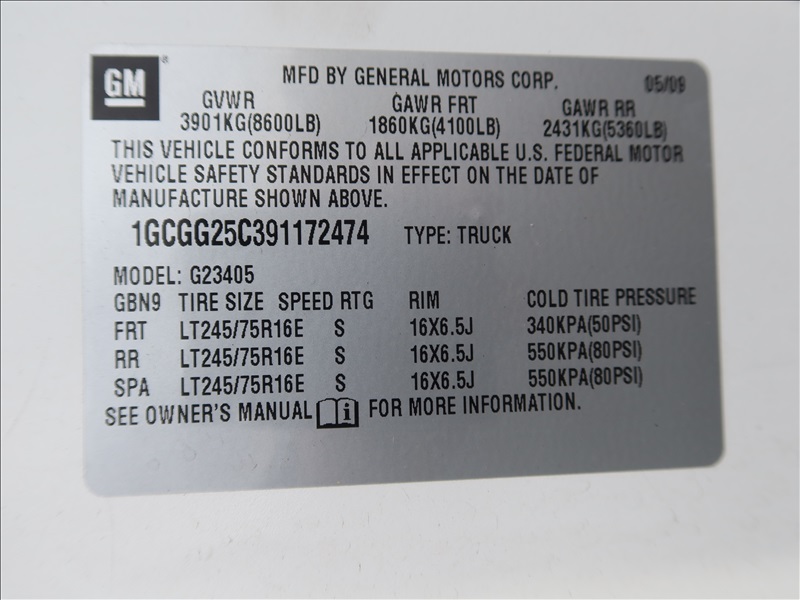 GM ® MFD BY GENERAL MOTORS CORP. 05/09
GVWR GAWR FRT GAWR RR
3901KG(8600LB) 1860KG(4100LB) 2431KG(5360LB)
THIS VEHICLE CONFORMS TO ALL APPLICABLE U.S. FEDERAL MOTOR
VEHICLE SAFETY STANDARDS IN EFFECT ON THE DATE OF
MANUFACTURE SHOWN ABOVE.
1GCGG25C391172474 TYPE: TRUCK
MODEL: G23405
GBN9 TIRE SIZE SPEED RTG RIM COLD TIRE PRESSURE
FRT LT245/75R16E S 16X6.5J 340KPA(50PSI)
RR LT245/75R16E S 16X6.5J 550KPA(80PSI)
SPA LT245/75R16E S 16X6.5J 550KPA(80PSI)
SEE OWNER'S MANUAL i FOR MORE INFORMATION.